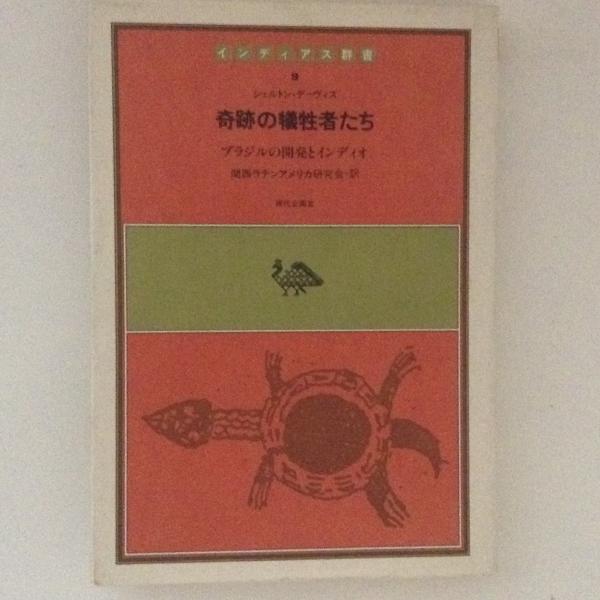 インディアス群書
9
シェルトン・デーヴィス
奇跡の犠牲者たち
ブラジルの開発とインディオ
関西ラテンアメリカ研究会・訳
現代企画室